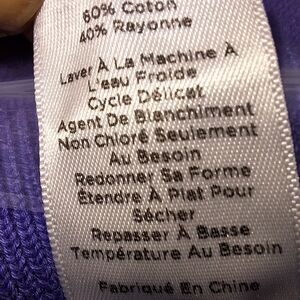 60% Coton
40% Rayonne
Laver À La Machine À
L'eau Froide
Cycle Délicat
Agent De Blanchiment
Non Chloré Seulement
Au Besoin
Redonner Sa Forme
Étendre À Plat Pour
Sécher
Repasser À Basse
Température Au Besoin
Fabriqué En Chine